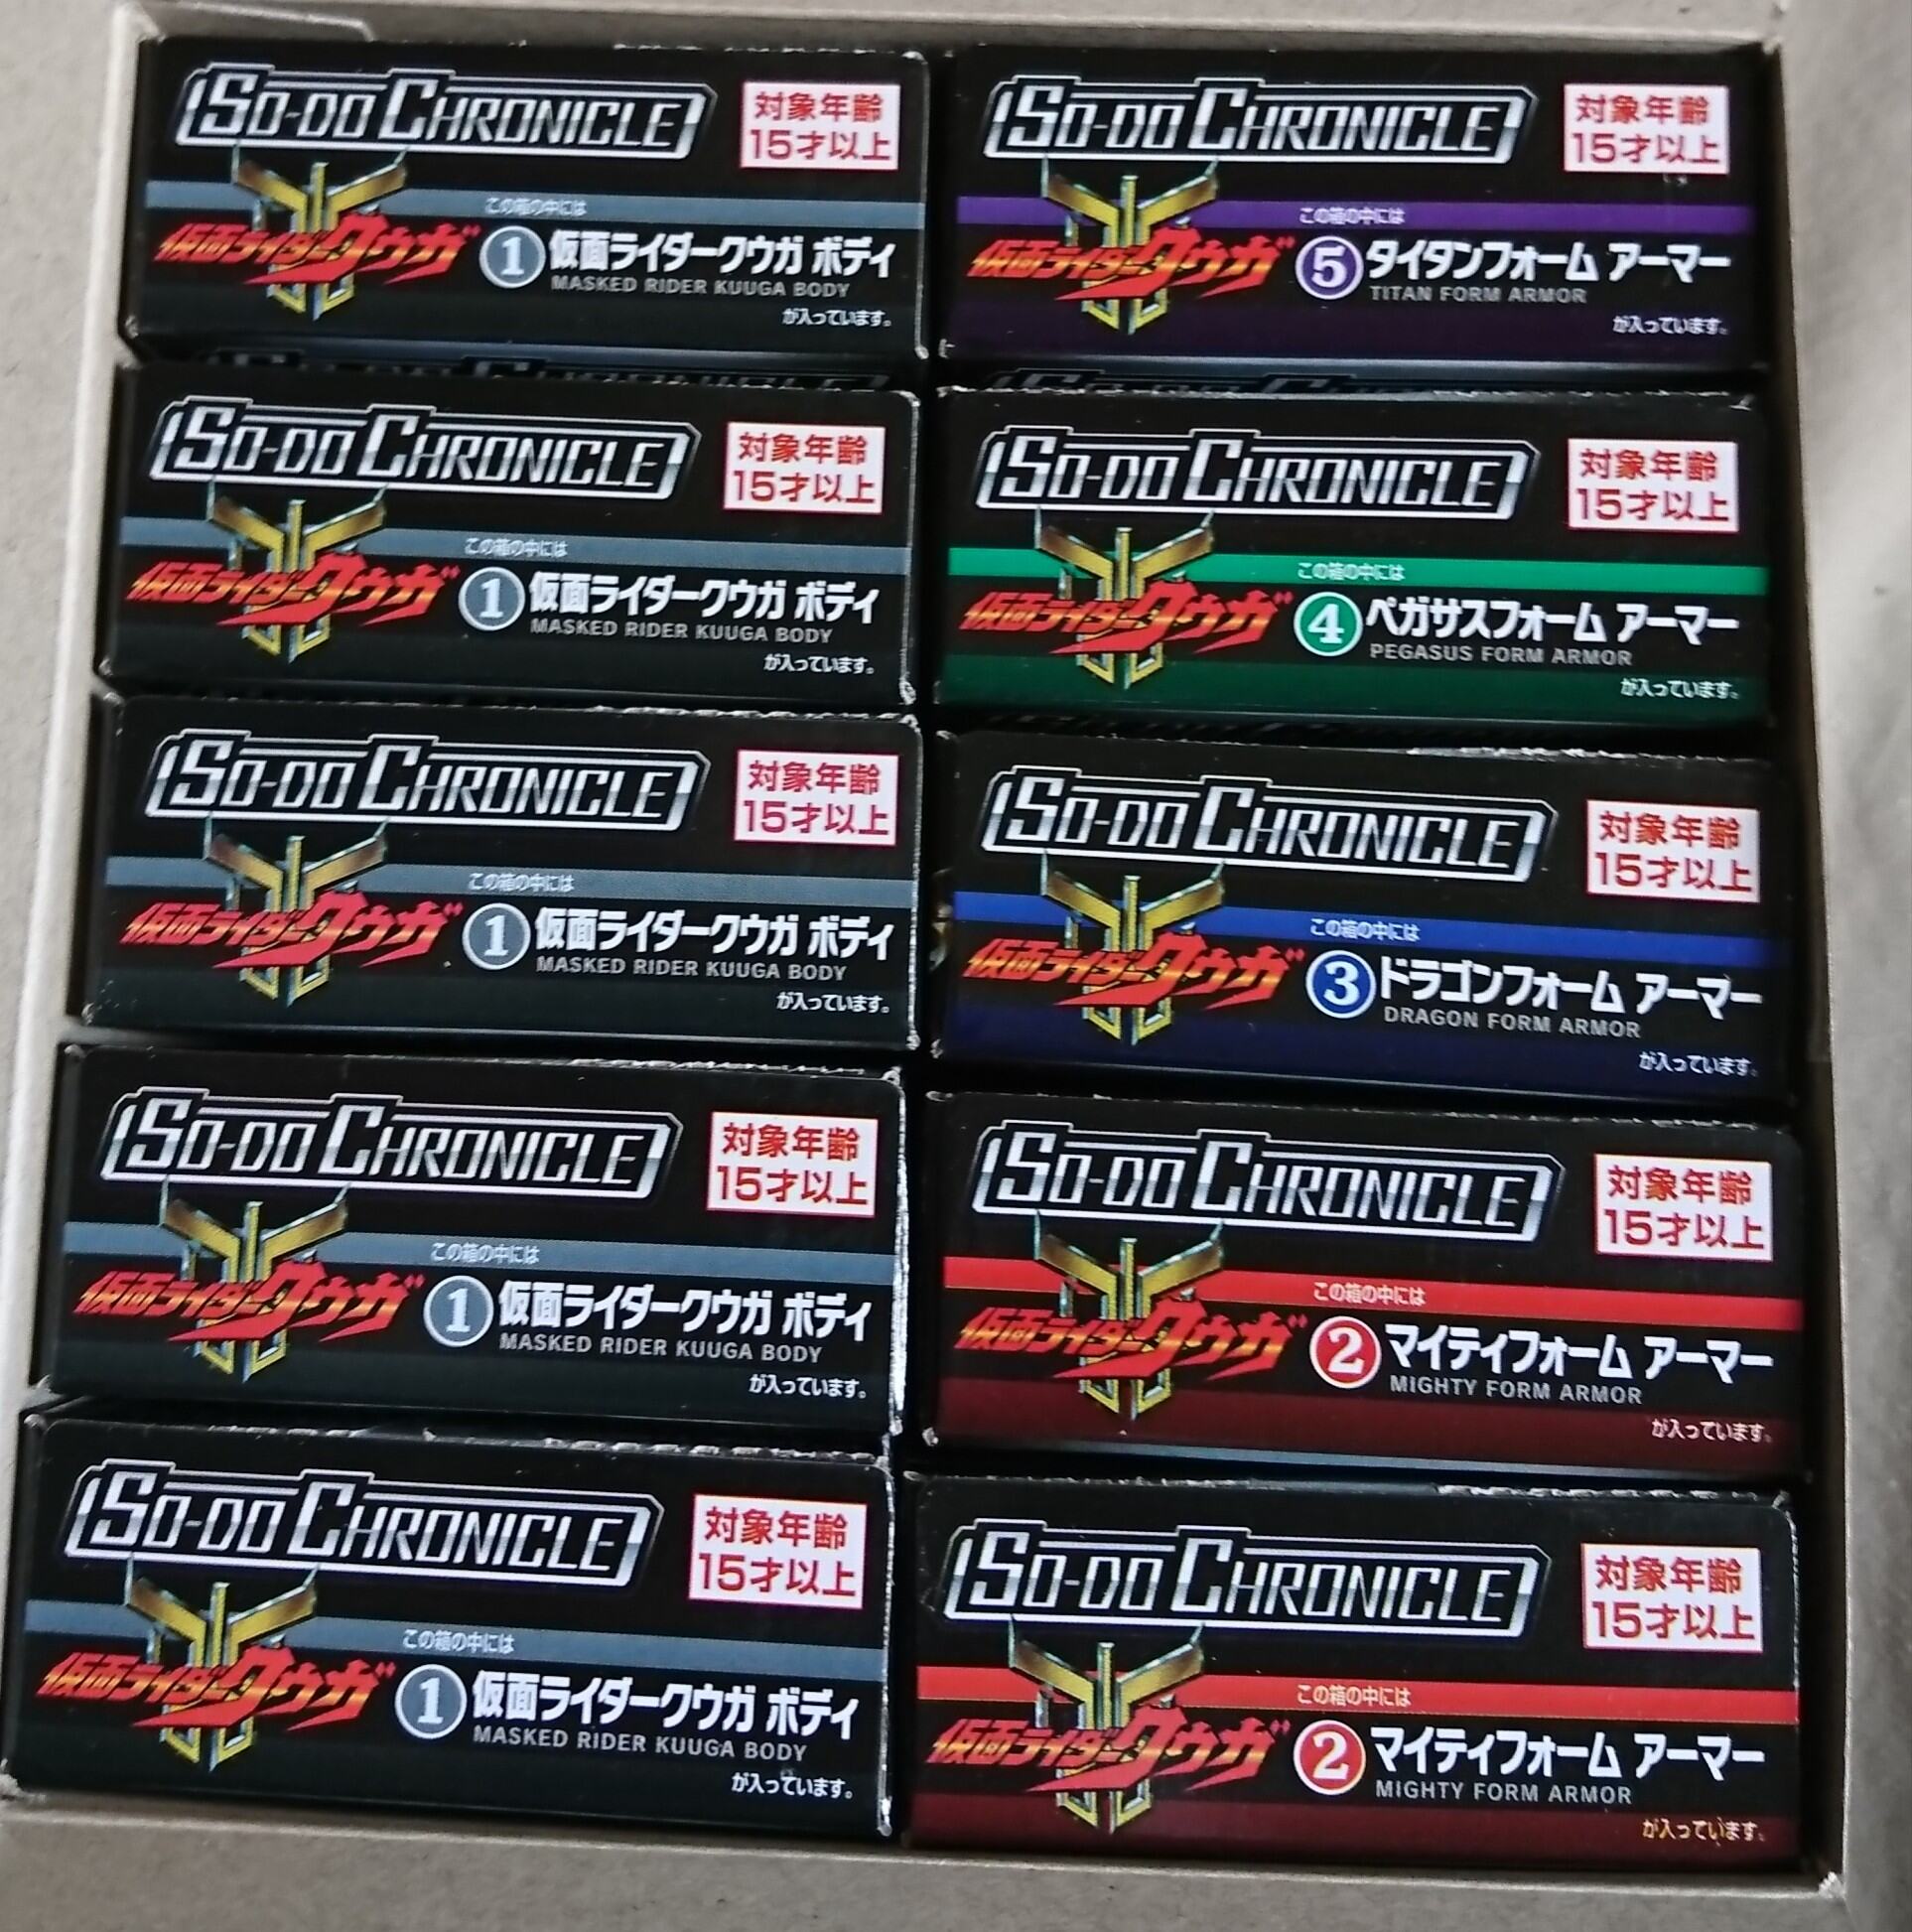 SO-DO CHRONICLE
対象年齢
15才以上
この箱の中には
仮面ライダークウガ
① 仮面ライダークウガ ボディ
MASKED RIDER KUUGA BODY
が入っています。
SO-DO CHRONICLE
対象年齢
15才以上
この箱の中には
仮面ライダークウガ
① 仮面ライダークウガ ボディ
MASKED RIDER KUUGA BODY
が入っています。
SO-DO CHRONICLE
対象年齢
15才以上
この箱の中には
仮面ライダークウガ
① 仮面ライダークウガ ボディ
MASKED RIDER KUUGA BODY
が入っています。
SO-DO CHRONICLE
対象年齢
15才以上
この箱の中には
仮面ライダークウガ
① 仮面ライダークウガ ボディ
MASKED RIDER KUUGA BODY
が入っています。
SO-DO CHRONICLE
対象年齢
15才以上
この箱の中には
仮面ライダークウガ
① 仮面ライダークウガ ボディ
MASKED RIDER KUUGA BODY
が入っています。
SO-DO CHRONICLE
対象年齢
15才以上
この箱の中には
仮面ライダークウガ
⑤ タイタンフォーム アーマー
TITAN FORM ARMOR
が入っています。
SO-DO CHRONICLE
対象年齢
15才以上
この箱の中には
仮面ライダークウガ
④ ペガサスフォーム アーマー
PEGASUS FORM ARMOR
が入っています。
SO-DO CHRONICLE
対象年齢
15才以上
この箱の中には
仮面ライダークウガ
③ ドラゴンフォーム アーマー
DRAGON FORM ARMOR
が入っています。
SO-DO CHRONICLE
対象年齢
15才以上
この箱の中には
仮面ライダークウガ
② マイティフォーム アーマー
MIGHTY FORM ARMOR
が入っています。
SO-DO CHRONICLE
対象年齢
15才以上
この箱の中には
仮面ライダークウガ
② マイティフォーム アーマー
MIGHTY FORM ARMOR
が入っています。